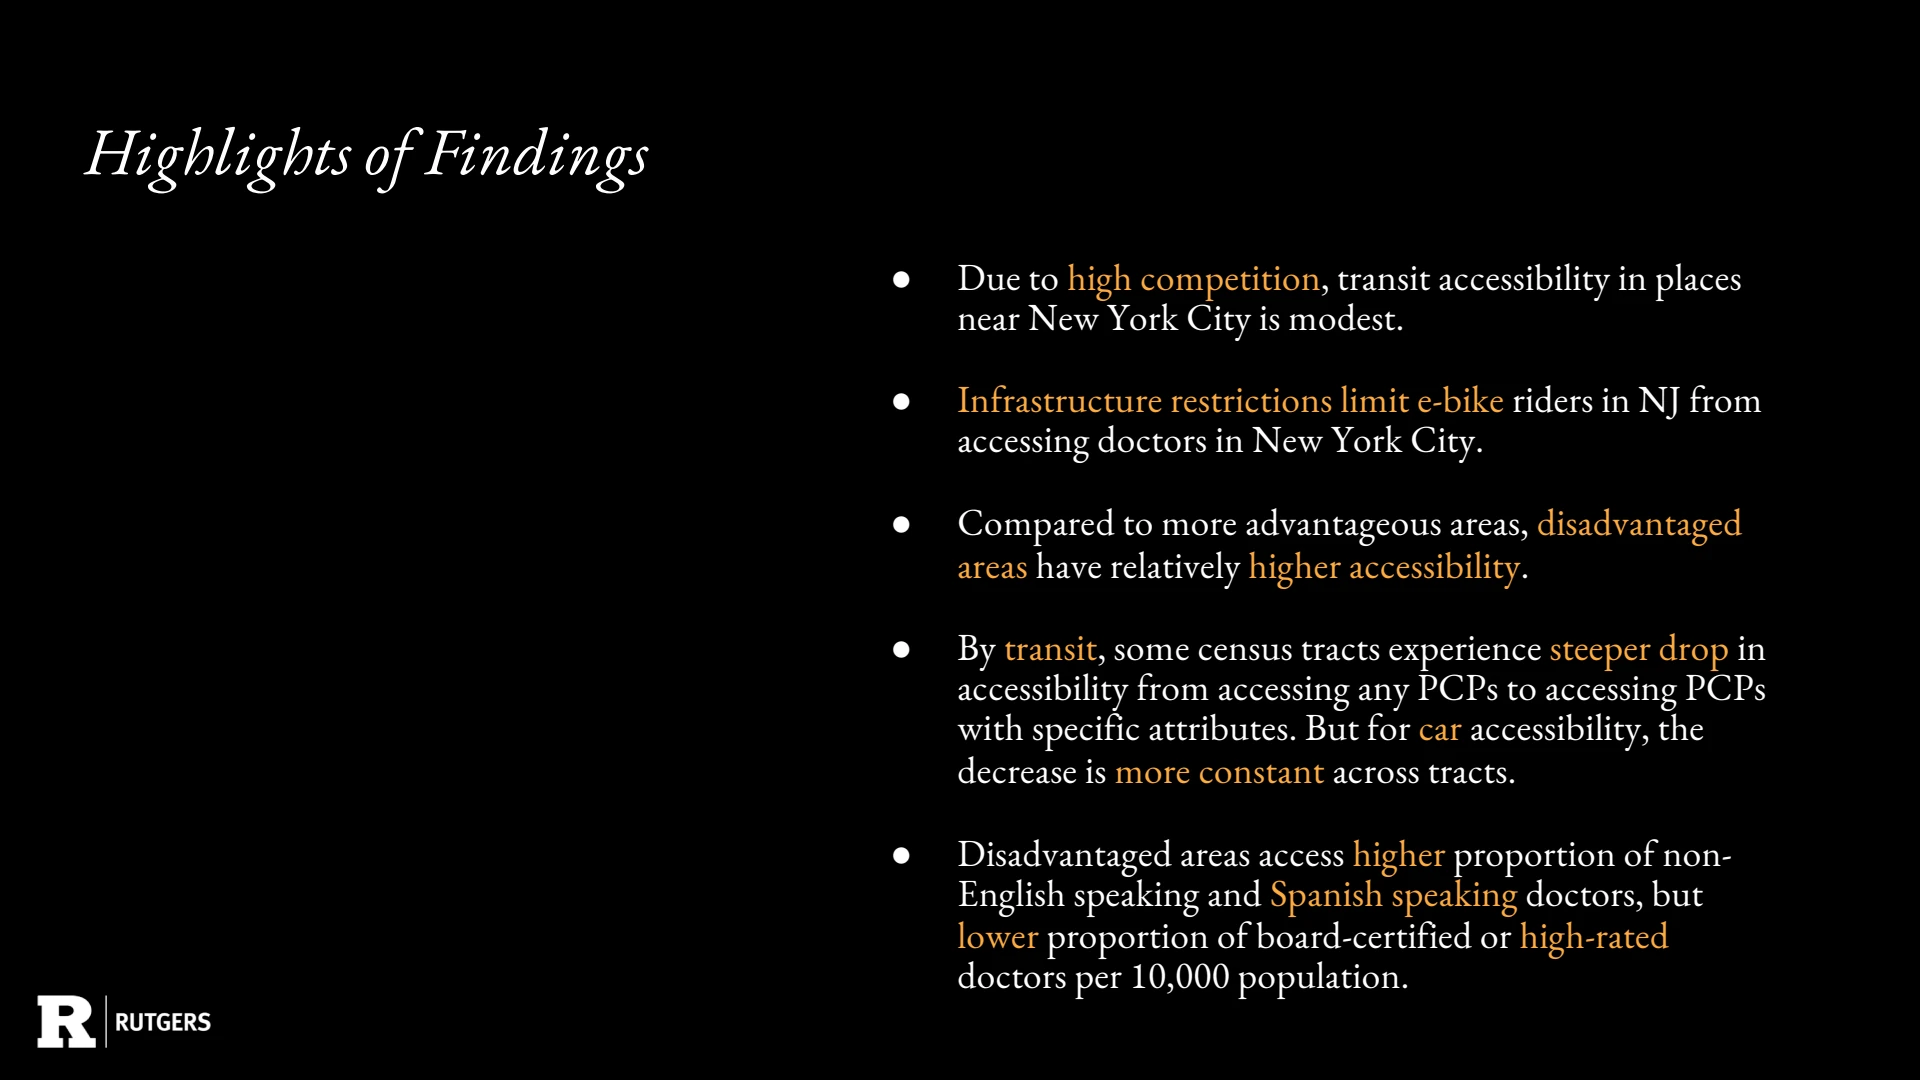 Highlights of Findings
● Due to high competition, transit accessibility in places
near New York City is modest.
● Infrastructure restrictions limit e-bike riders in NJ from
accessing doctors in New York City.
● Compared to more advantageous areas, disadvantaged
areas have relatively higher accessibility.
● By transit, some census tracts experience steeper drop in
accessibility from accessing any PCPs to accessing PCPs
with specific attributes. But for car accessibility, the
decrease is more constant across tracts.
● Disadvantaged areas access higher proportion of non-
English speaking and Spanish speaking doctors, but
lower proportion of board-certified or high-rated
doctors per 10,000 population.
R RUTGERS